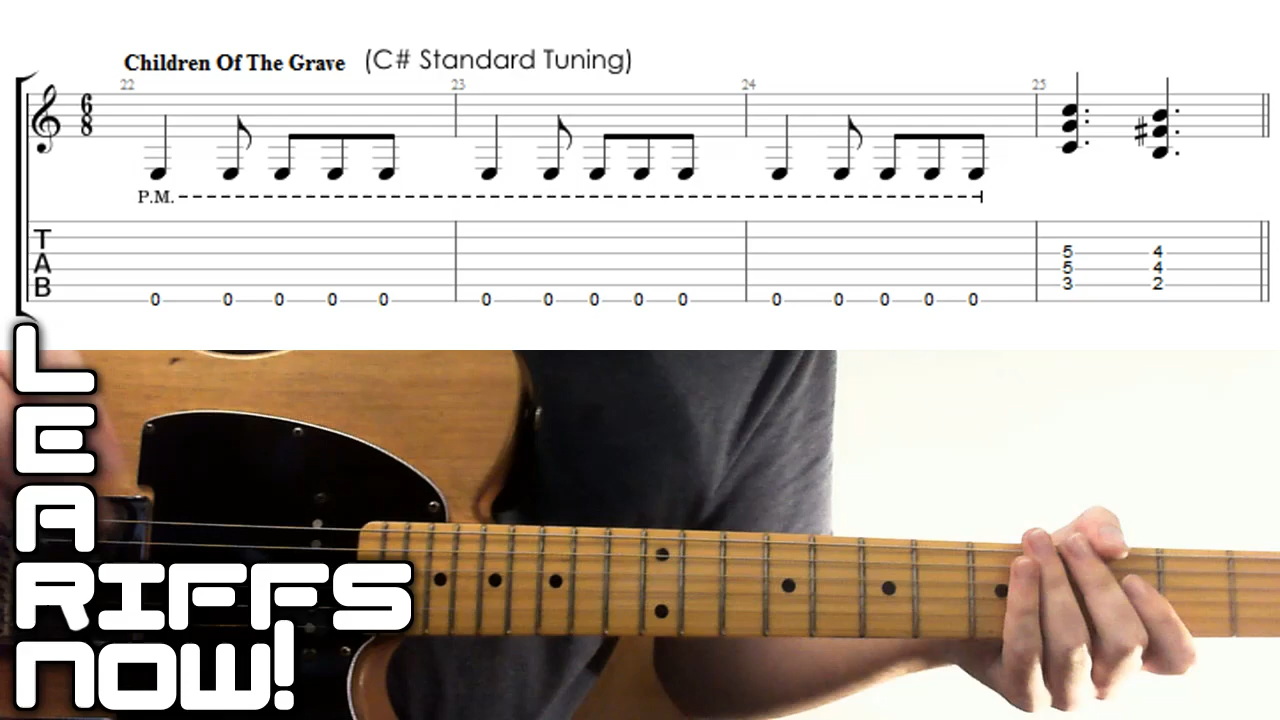 Children Of The Grave (C# Standard Tuning)
22 23 24 25
6
8
P.M.
T
A
B
5 4
5 4
3 2
0 0 0 0 0 0 0 0 0 0 0 0 0 0 0
LEA
RIFFS
NOW!